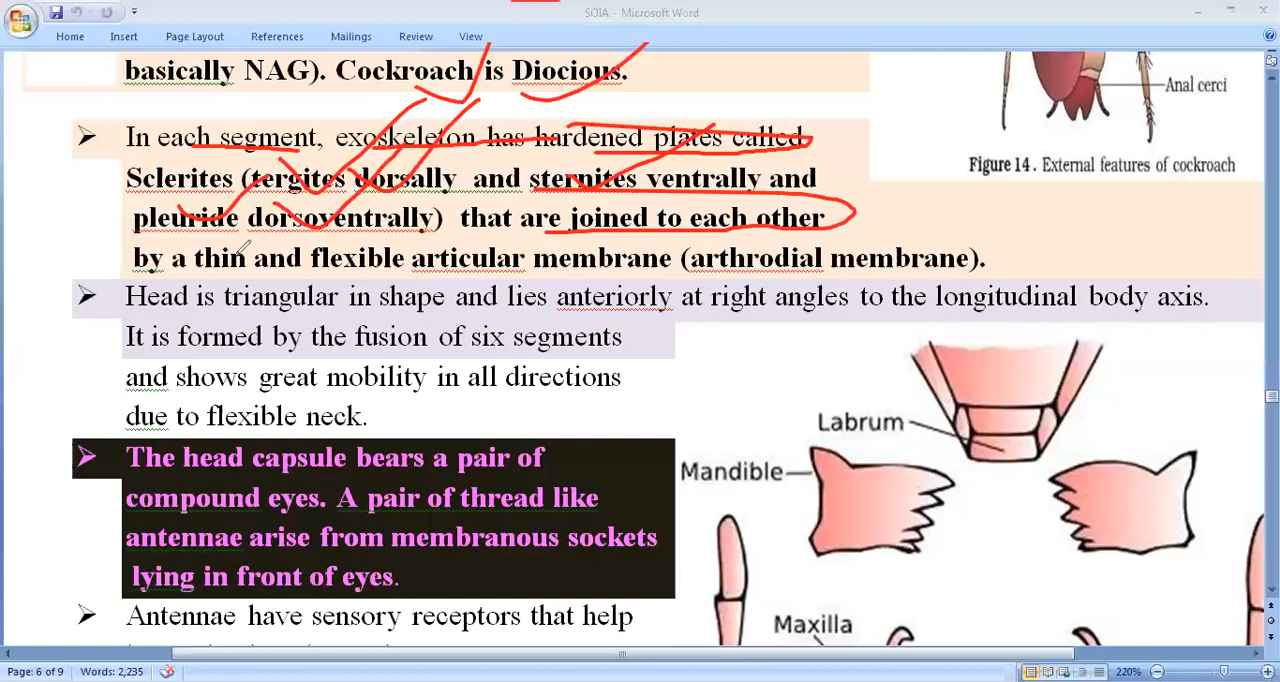 SOIA - Microsoft Word
Home Insert Page Layout References Mailings Review View
basically NAG). Cockroach is Diocious.
Anal cerci
Figure 14 . External features of cockroach
In each segment, exoskeleton has hardened plates called
Sclerites (tergites dorsally and sternites ventrally and
pleuride dorsoventrally) that are joined to each other
by a thin and flexible articular membrane (arthrodial membrane).
Head is triangular in shape and lies anteriorly at right angles to the longitudinal body axis.
It is formed by the fusion of six segments
and shows great mobility in all directions
due to flexible neck.
Labrum
Mandible
The head capsule bears a pair of
compound eyes. A pair of thread like
antennae arise from membranous sockets
lying in front of eyes.
Antennae have sensory receptors that help
Maxilla
Page: 6 of 9 Words: 2,235 220%